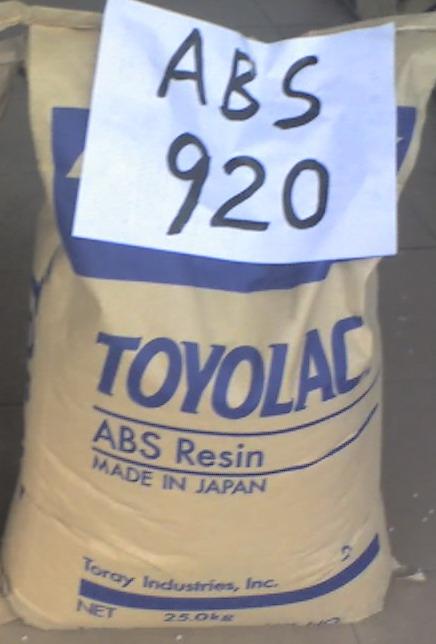 ABS
920
TOYOLAC
ABS Resin
MADE IN JAPAN
Toray Industries, Inc.
NET 25.0kg